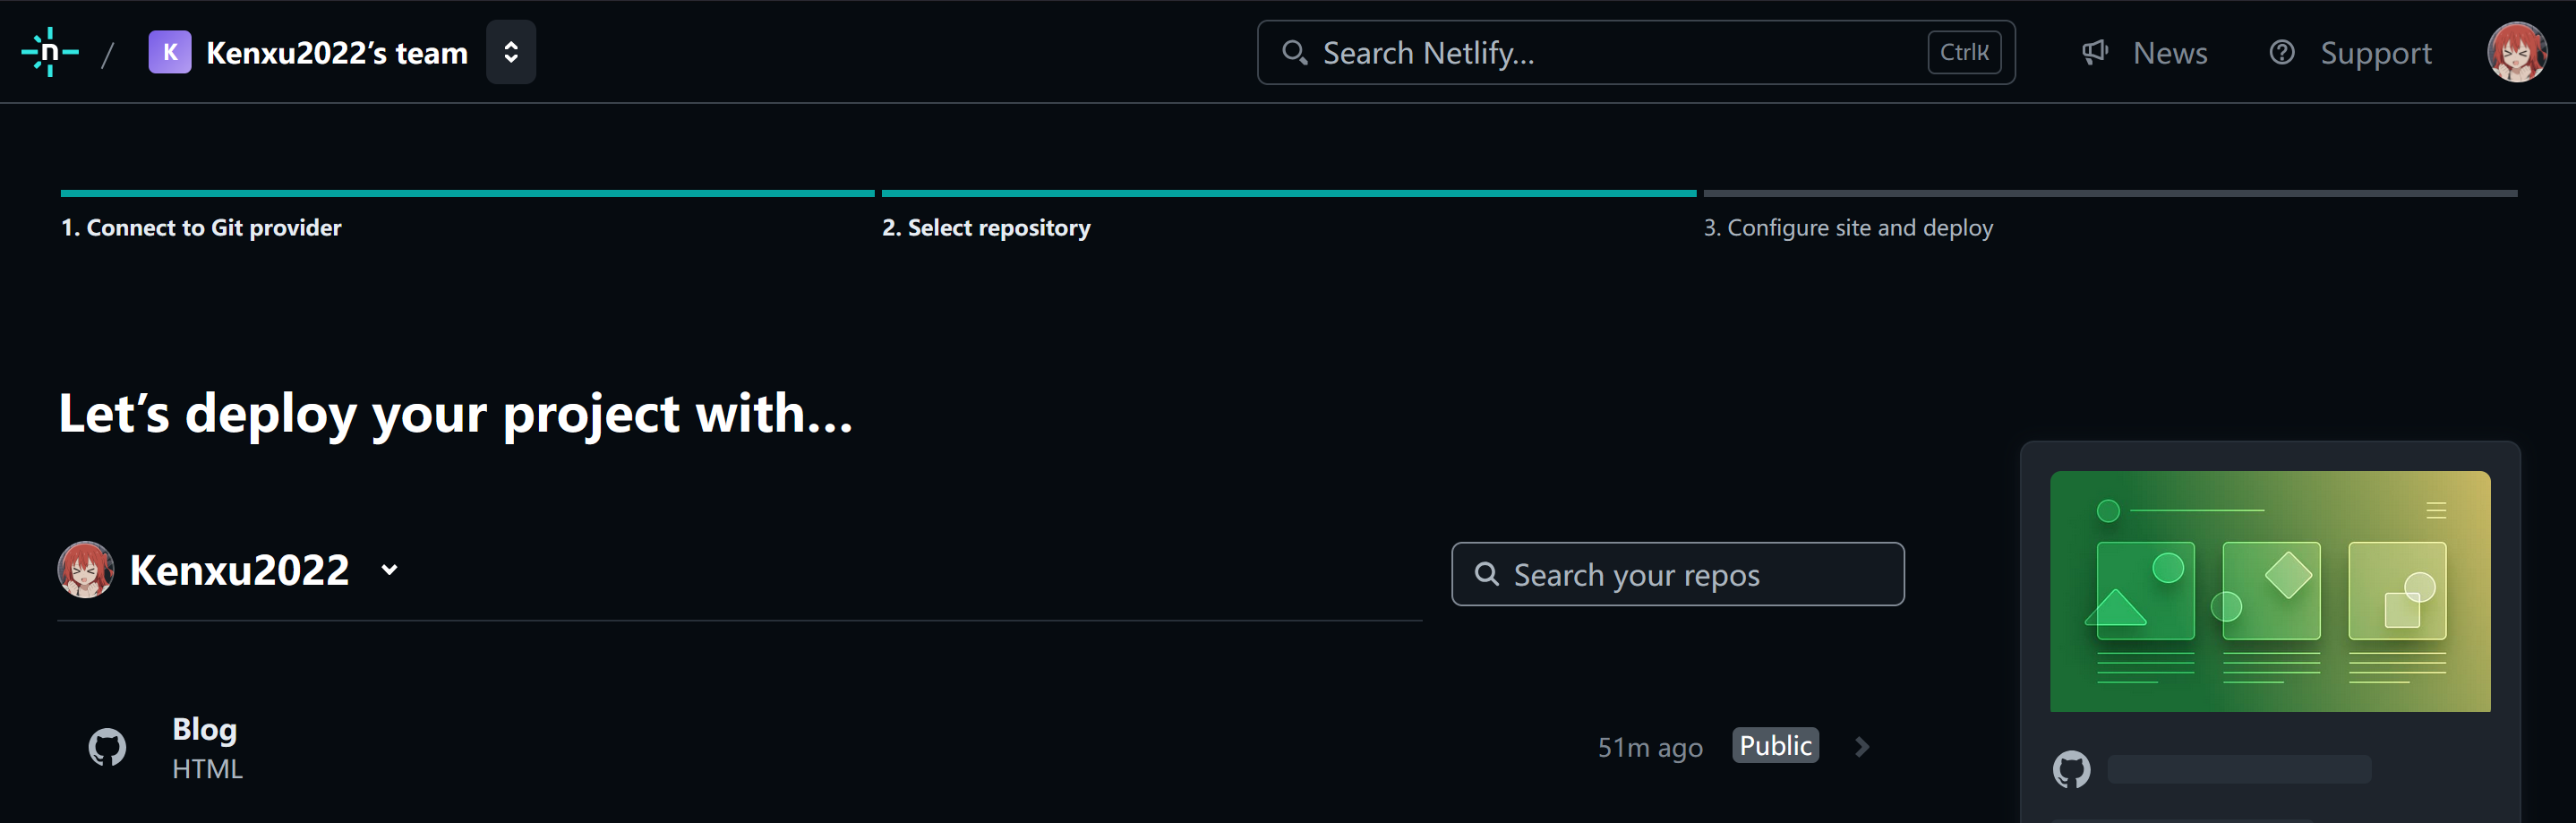 n / K Kenxu2022’s team Search Netlify... CtrlK News Support
1. Connect to Git provider 2. Select repository 3. Configure site and deploy
Let’s deploy your project with…
Kenxu2022 Search your repos
Blog
HTML
51m ago Public